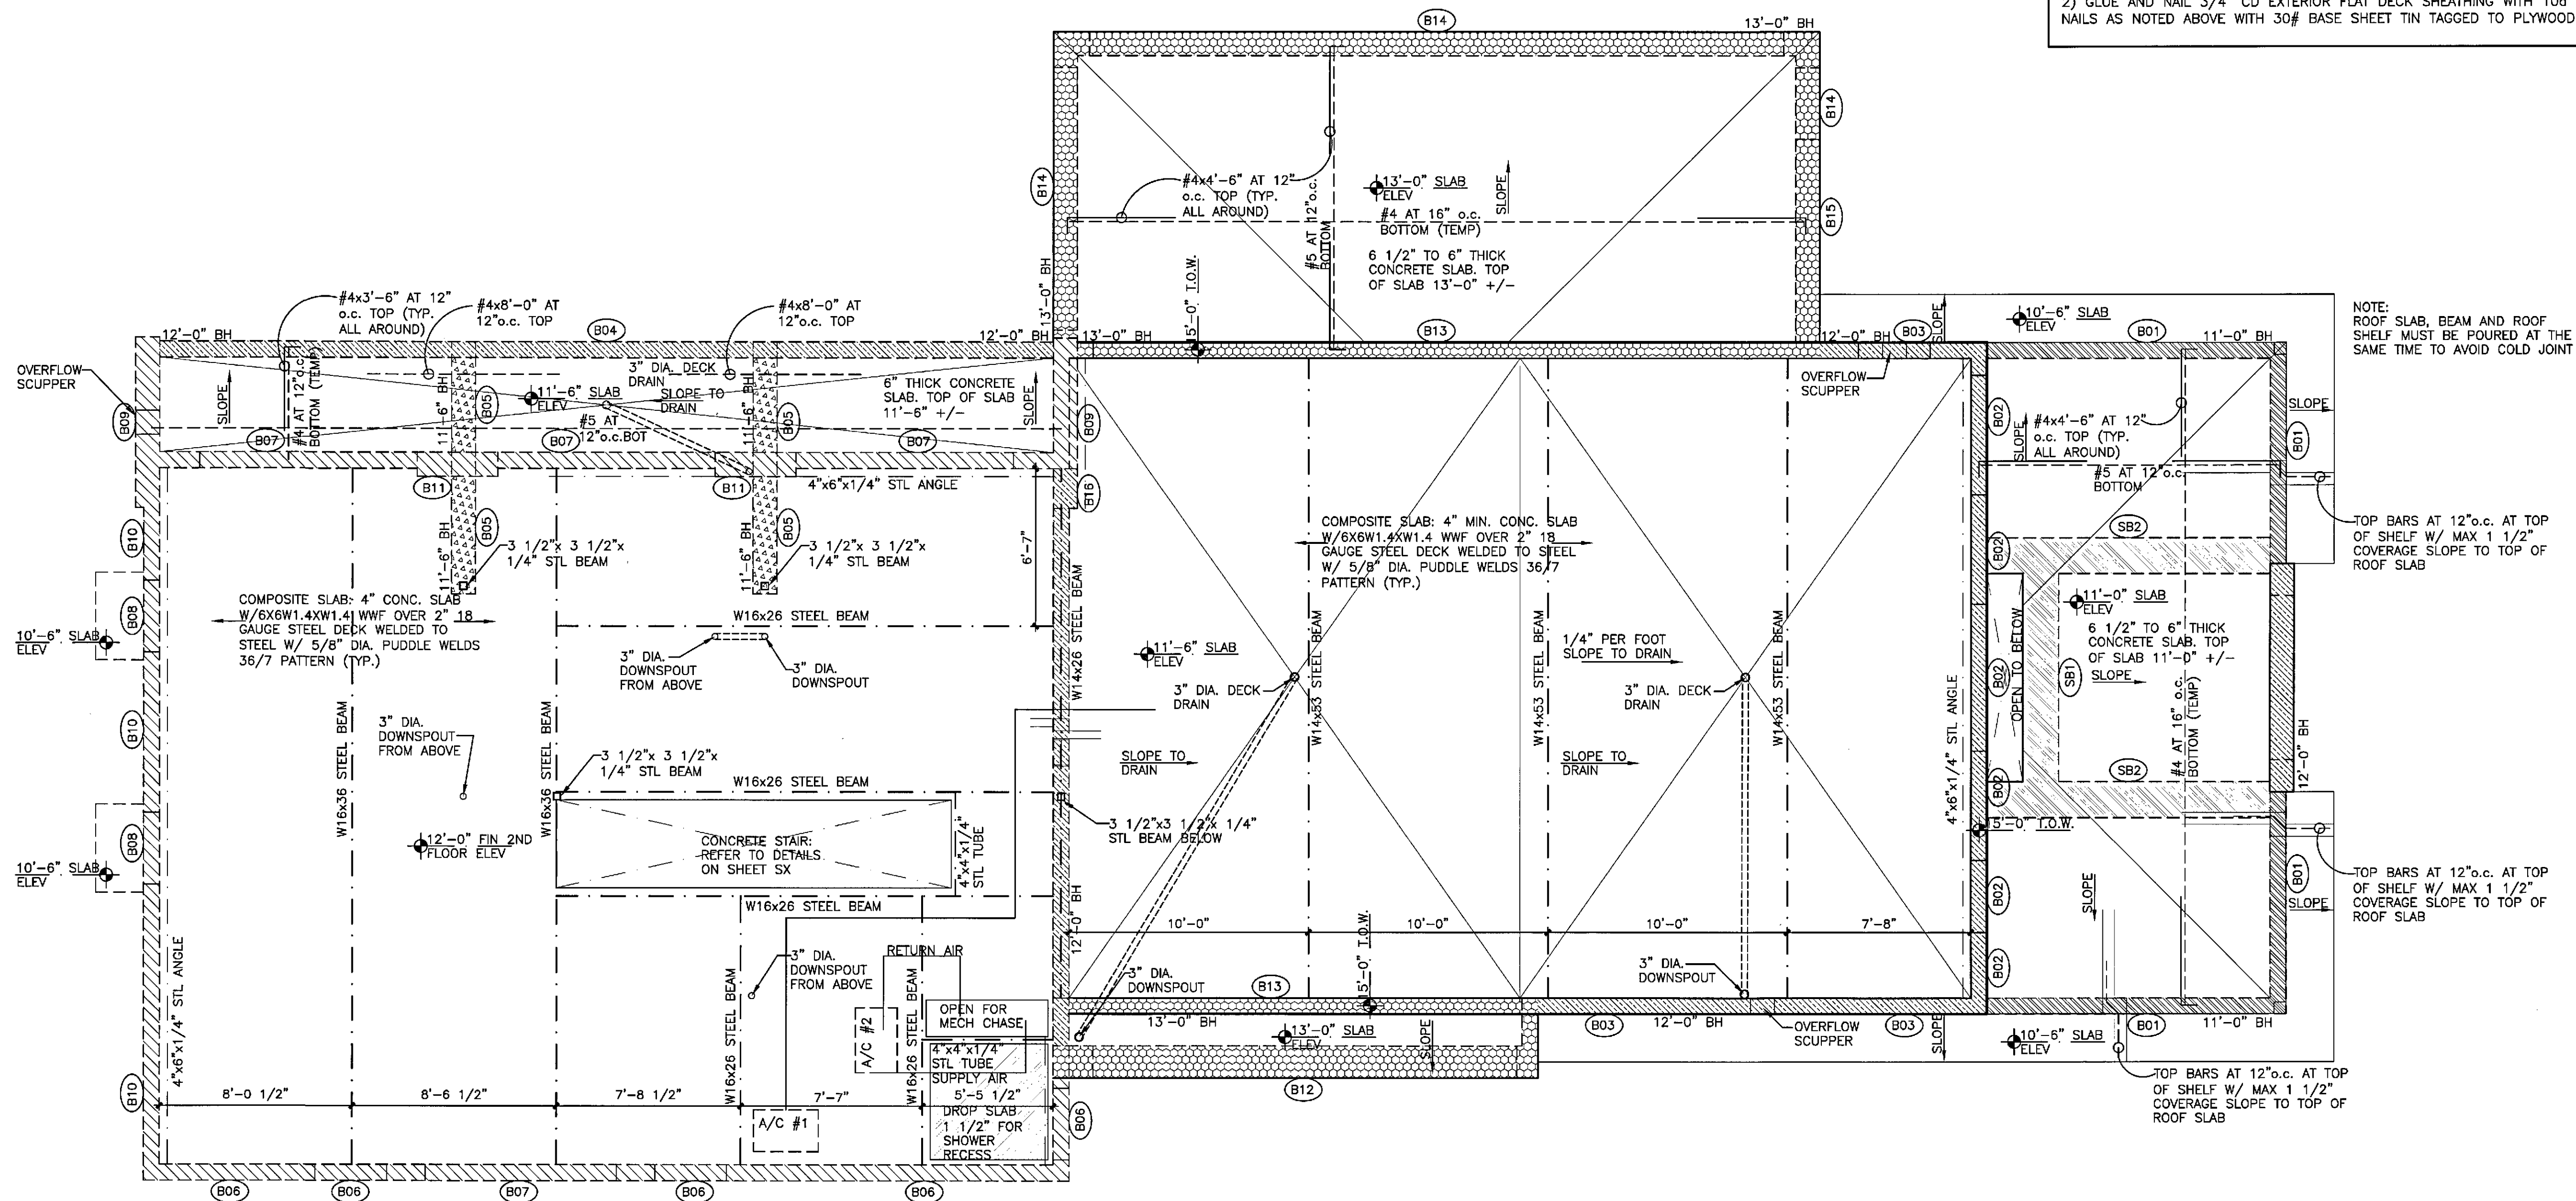 2) GLUE AND NAIL 3/4" CD EXTERIOR FLAT DECK SHEATHING WITH 10d
NAILS AS NOTED ABOVE WITH 30# BASE SHEET TIN TAGGED TO PLYWOOD
B14
13'-0" BH
B14
B14
B15
#4x4'-6" AT 12"
o.c. TOP (TYP.
ALL AROUND)
#5 AT 12"o.c.
BOTTOM
13'-0" SLAB
ELEV
SLOPE
#4 AT 16" o.c.
BOTTOM (TEMP)
6 1/2" TO 6" THICK
CONCRETE SLAB. TOP
OF SLAB 13'-0" +/-
13'-0" BH
15'-0" T.O.W.
13'-0" BH
B13
12'-0" BH
B03
SLOPE
10'-6" SLAB
ELEV
B01
11'-0" BH
NOTE:
ROOF SLAB, BEAM AND ROOF
SHELF MUST BE POURED AT THE
SAME TIME TO AVOID COLD JOINT
#4x3'-6" AT 12"
o.c. TOP (TYP.
ALL AROUND)
#4x8'-0" AT
12"o.c. TOP
#4x8'-0" AT
12"o.c. TOP
12'-0" BH
B04
12'-0" BH
OVERFLOW
SCUPPER
B09
SLOPE
#4 AT 12"o.c.
BOTTOM (TEMP)
11'-6" BH
B05
11'-6" SLAB
ELEV
3" DIA. DECK
DRAIN
SLOPE TO
DRAIN
#5 AT
12"o.c.BOT
11'-6" BH
B05
6" THICK CONCRETE
SLAB. TOP OF SLAB
11'-6" +/-
SLOPE
B09
B07
B07
B07
B11
B11
4"x6"x1/4" STL ANGLE
B16
B05
11'-6" BH
3 1/2"x 3 1/2"x
1/4" STL BEAM
B05
11'-6" BH
3 1/2"x 3 1/2"x
1/4" STL BEAM
6'-7"
B10
B08
10'-6" SLAB
ELEV
B10
B08
10'-6" SLAB
ELEV
B10
COMPOSITE SLAB: 4" CONC. SLAB
W/6X6W1.4XW1.4 WWF OVER 2" 18
GAUGE STEEL DECK WELDED TO
STEEL W/ 5/8" DIA. PUDDLE WELDS
36/7 PATTERN (TYP.)
W16x26 STEEL BEAM
3" DIA.
DOWNSPOUT
FROM ABOVE
3" DIA.
DOWNSPOUT
W16x36 STEEL BEAM
W16x36 STEEL BEAM
3" DIA.
DOWNSPOUT
FROM ABOVE
3 1/2"x 3 1/2"x
1/4" STL BEAM
W16x26 STEEL BEAM
12'-0" FIN 2ND
FLOOR ELEV
CONCRETE STAIR:
REFER TO DETAILS
ON SHEET SX
4"x4"x1/4"
STL TUBE
W16x26 STEEL BEAM
4"x6"x1/4" STL ANGLE
W16x26 STEEL BEAM
3" DIA.
DOWNSPOUT
FROM ABOVE
RETURN AIR
A/C #2
W16x26 STEEL BEAM
OPEN FOR
MECH CHASE
4"x4"x1/4"
STL TUBE
SUPPLY AIR
5'-5 1/2"
DROP SLAB
1 1/2" FOR
SHOWER
RECESS
8'-0 1/2"
8'-6 1/2"
7'-8 1/2"
7'-7"
A/C #1
B06
B06
B06
B07
B06
B06
W14x26 STEEL BEAM
3 1/2"x3 1/2"x 1/4"
STL BEAM BELOW
12'-0" BH
OVERFLOW
SCUPPER
COMPOSITE SLAB: 4" MIN. CONC. SLAB
W/6X6W1.4XW1.4 WWF OVER 2" 18
GAUGE STEEL DECK WELDED TO STEEL
W/ 5/8" DIA. PUDDLE WELDS 36/7
PATTERN (TYP.)
11'-6" SLAB
ELEV
3" DIA. DECK
DRAIN
W14x53 STEEL BEAM
W14x53 STEEL BEAM
W14x53 STEEL BEAM
1/4" PER FOOT
SLOPE TO DRAIN
3" DIA. DECK
DRAIN
SLOPE TO
DRAIN
SLOPE TO
DRAIN
10'-0"
10'-0"
10'-0"
7'-8"
3" DIA.
DOWNSPOUT
B13
15'-0" T.O.W.
3" DIA.
DOWNSPOUT
13'-0" BH
13'-0" SLAB
ELEV
SLOPE
B12
B03
12'-0" BH
OVERFLOW
SCUPPER
B03
SLOPE
4"x6"x1/4" STL ANGLE
B02
B02
B02
B02
B02
B02
15'-0" T.O.W.
SLOPE
#4x4'-6" AT 12"
o.c. TOP (TYP.
ALL AROUND)
#5 AT 12"o.c.
BOTTOM
SB2
SLOPE
B01
TOP BARS AT 12"o.c. AT TOP
OF SHELF W/ MAX 1 1/2"
COVERAGE SLOPE TO TOP OF
ROOF SLAB
OPEN TO BELOW
SB1
11'-0" SLAB
ELEV
6 1/2" TO 6" THICK
CONCRETE SLAB. TOP
OF SLAB 11'-0" +/-
SLOPE
#4 AT 16" o.c.
BOTTOM (TEMP)
SB2
12'-0" BH
SLOPE
B01
SLOPE
TOP BARS AT 12"o.c. AT TOP
OF SHELF W/ MAX 1 1/2"
COVERAGE SLOPE TO TOP OF
ROOF SLAB
10'-6" SLAB
ELEV
B01
11'-0" BH
TOP BARS AT 12"o.c. AT TOP
OF SHELF W/ MAX 1 1/2"
COVERAGE SLOPE TO TOP OF
ROOF SLAB